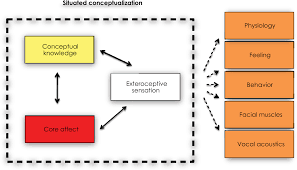 Situated conceptualization
Conceptual
knowledge
Exteroceptive
sensation
Core affect
Physiology
Feeling
Behavior
Facial muscles
Vocal acoustics